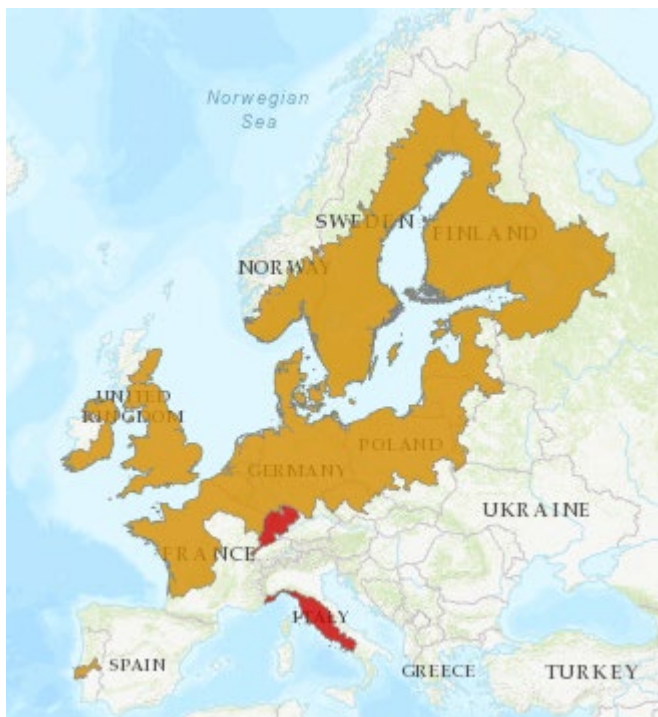 Norwegian
Sea
SWEDEN
FINLAND
NORWAY
UNITED
KINGDOM
POLAND
GERMANY
UKRAINE
FRANCE
ITALY
SPAIN
GREECE
TURKEY